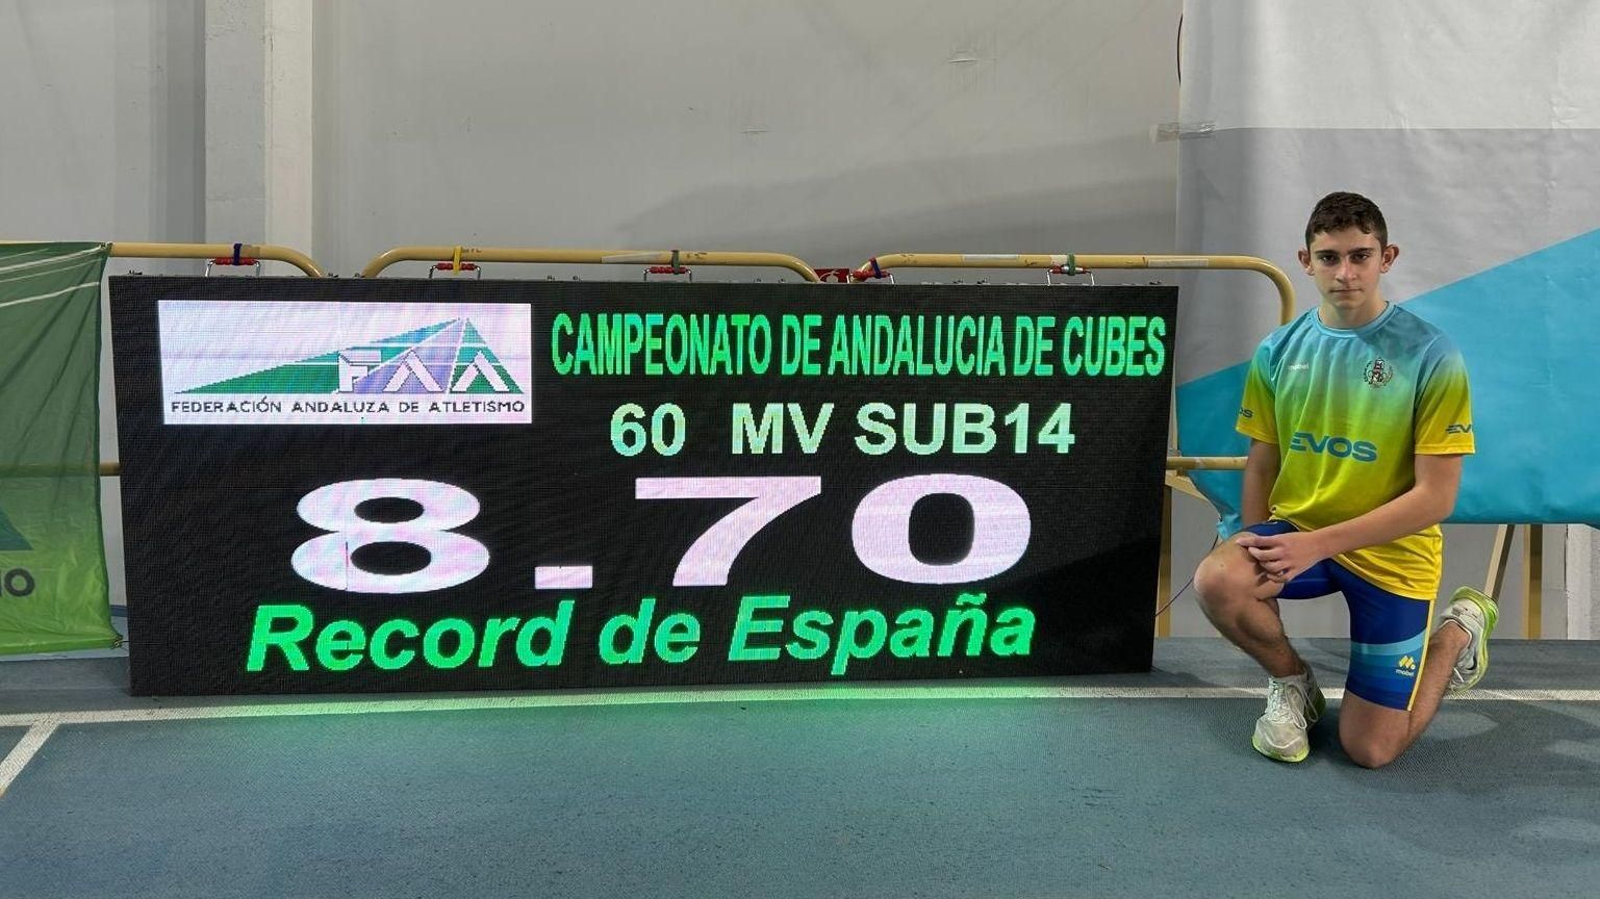 FAA
FEDERACIÓN ANDALUZA DE ATLETISMO
CAMPEONATO DE ANDALUCIA DE CUBES
60 MV SUB14
8.70
Record de España
EVOS
mobel